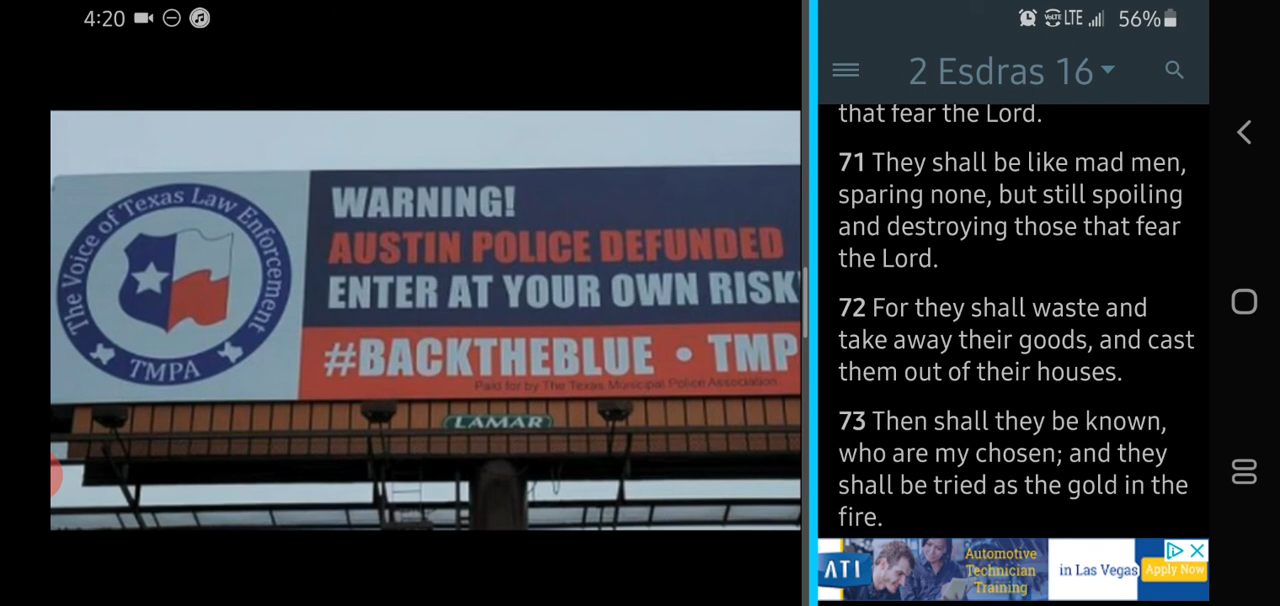 4:20
LTE 56%
WARNING!
AUSTIN POLICE DEFUNDED
ENTER AT YOUR OWN RISK
#BACKTHEBLUE • TMP
Paid for by The Texas Municipal Police Association
The Voice of Texas Law Enforcement
TMPA
LAMAR
2 Esdras 16
that fear the Lord.
71 They shall be like mad men,
sparing none, but still spoiling
and destroying those that fear
the Lord.
72 For they shall waste and
take away their goods, and cast
them out of their houses.
73 Then shall they be known,
who are my chosen; and they
shall be tried as the gold in the
fire.
ATI
Automotive
Technician
Training
in Las Vegas
Apply Now